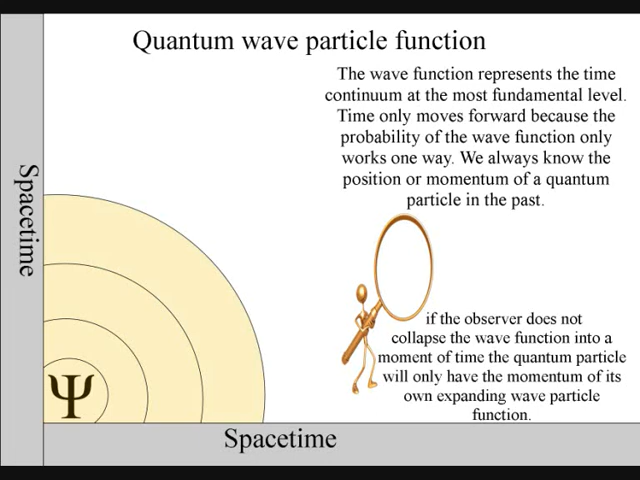 Quantum wave particle function
The wave function represents the time
continuum at the most fundamental level.
Time only moves forward because the
probability of the wave function only
works one way. We always know the
position or momentum of a quantum
particle in the past.
Spacetime
if the observer does not
collapse the wave function into a
moment of time the quantum particle
will only have the momentum of its
own expanding wave particle
function.
Ψ
Spacetime